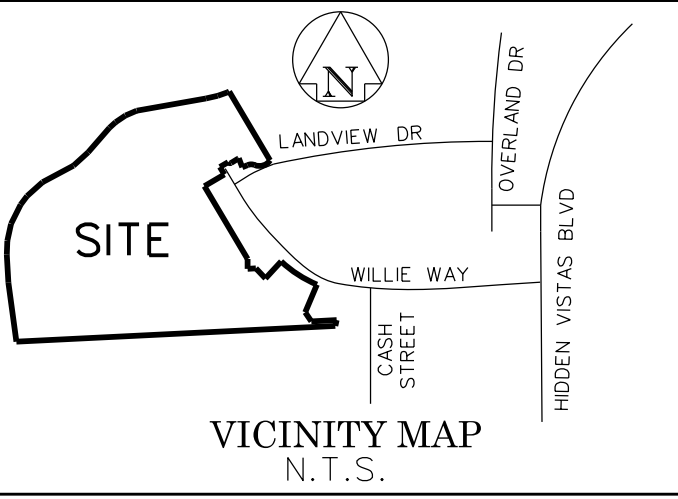 N
LANDVIEW DR
OVERLAND DR
SITE
WILLIE WAY
HIDDEN VISTAS BLVD
CASH
STREET
VICINITY MAP
N.T.S.